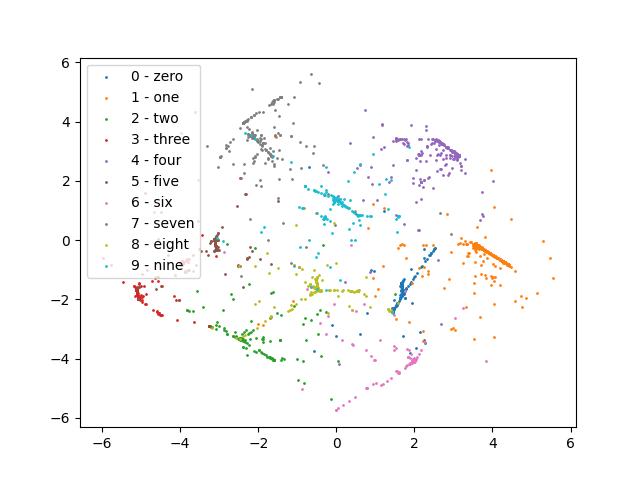 6
4
2
0
−2
−4
−6
0 - zero
1 - one
2 - two
3 - three
4 - four
5 - five
6 - six
7 - seven
8 - eight
9 - nine
−6 −4 −2 0 2 4 6